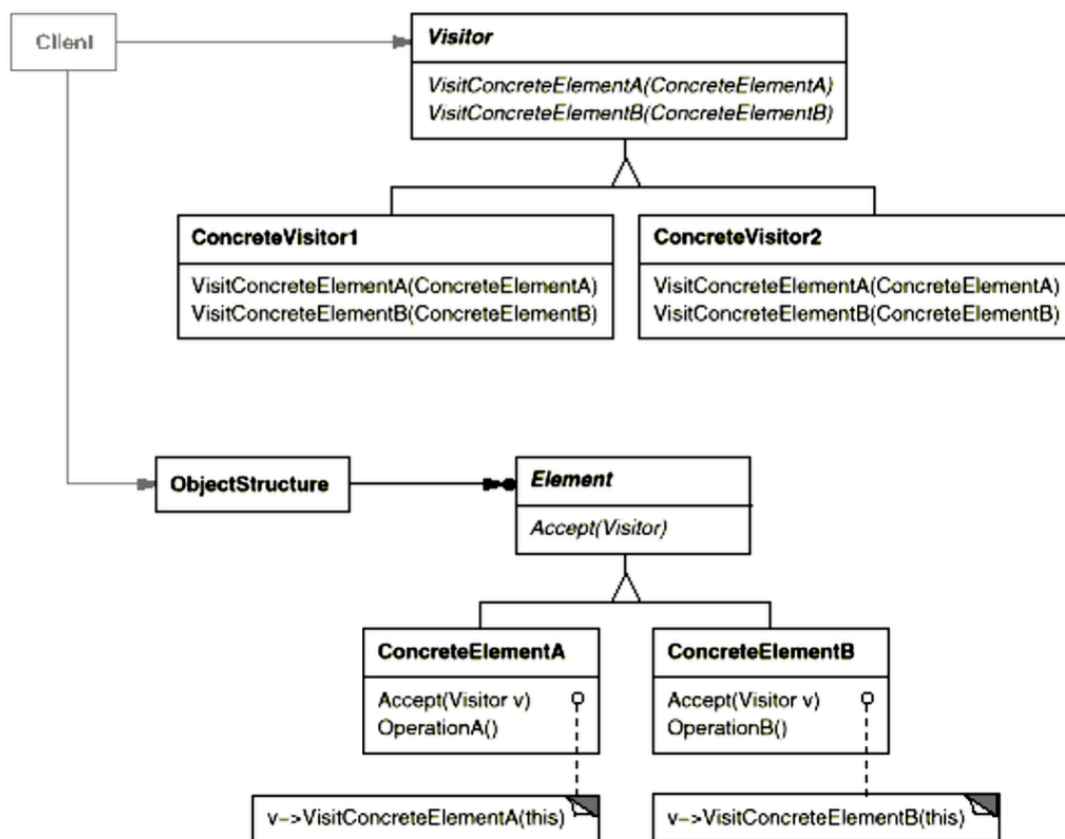 Client
Visitor
VisitConcreteElementA(ConcreteElementA)
VisitConcreteElementB(ConcreteElementB)
ConcreteVisitor1
VisitConcreteElementA(ConcreteElementA)
VisitConcreteElementB(ConcreteElementB)
ConcreteVisitor2
VisitConcreteElementA(ConcreteElementA)
VisitConcreteElementB(ConcreteElementB)
ObjectStructure
Element
Accept(Visitor)
ConcreteElementA
Accept(Visitor v)
OperationA()
ConcreteElementB
Accept(Visitor v)
OperationB()
v->VisitConcreteElementA(this)
v->VisitConcreteElementB(this)